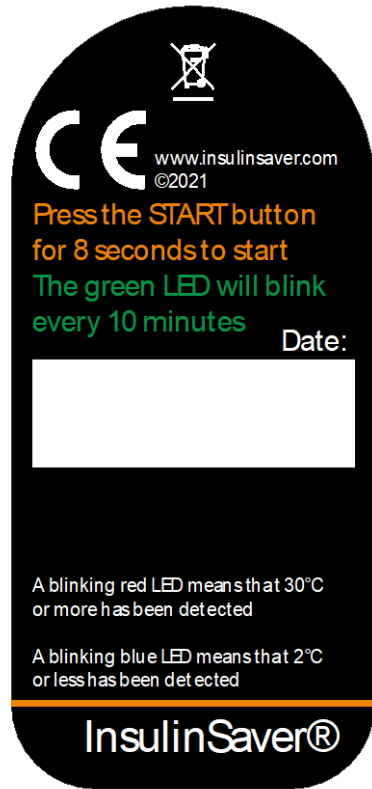 CE
www.insulinsaver.com
©2021
Press the START button
for 8 seconds to start
The green LED will blink
every 10 minutes
Date:
A blinking red LED means that 30°C
or more has been detected
A blinking blue LED means that 2°C
or less has been detected
InsulinSaver®